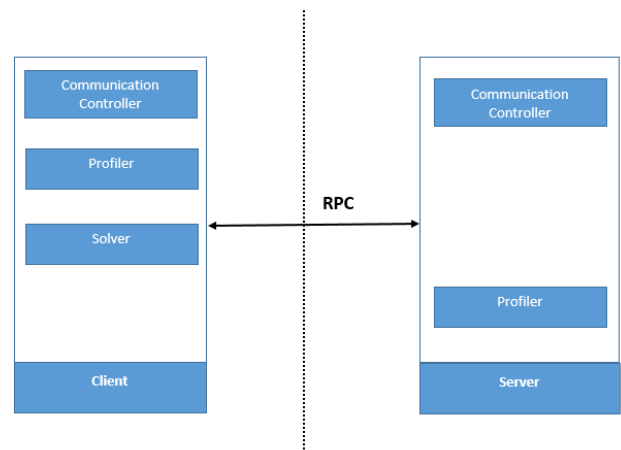 Communication
Controller
Profiler
Solver
Client
RPC
Communication
Controller
Profiler
Server